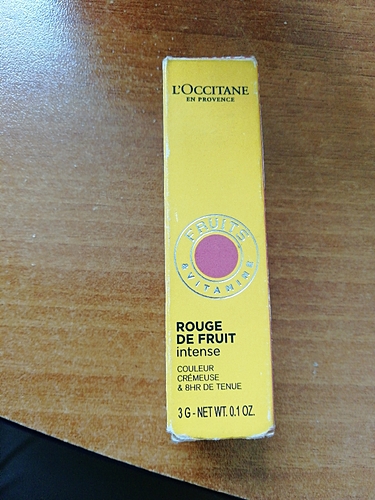 L'OCCITANE
EN PROVENCE
FRUITS
& VITAMINE
ROUGE
DE FRUIT
intense
COULEUR
CRÉMEUSE
& 8HR DE TENUE
3 G - NET WT. 0.1 OZ.